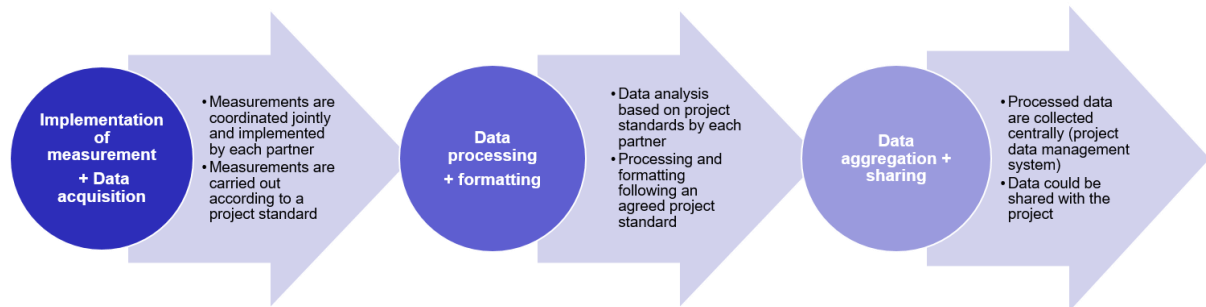 Implementation
of
measurement
+ Data
acquisition
• Measurements are
coordinated jointly
and implemented
by each partner
• Measurements are
carried out
according to a
project standard
Data
processing
+ formatting
• Data analysis
based on project
standards by each
partner
• Processing and
formatting
following an
agreed project
standard
Data
aggregation +
sharing
• Processed data
are collected
centrally (project
data management
system)
• Data could be
shared with the
project